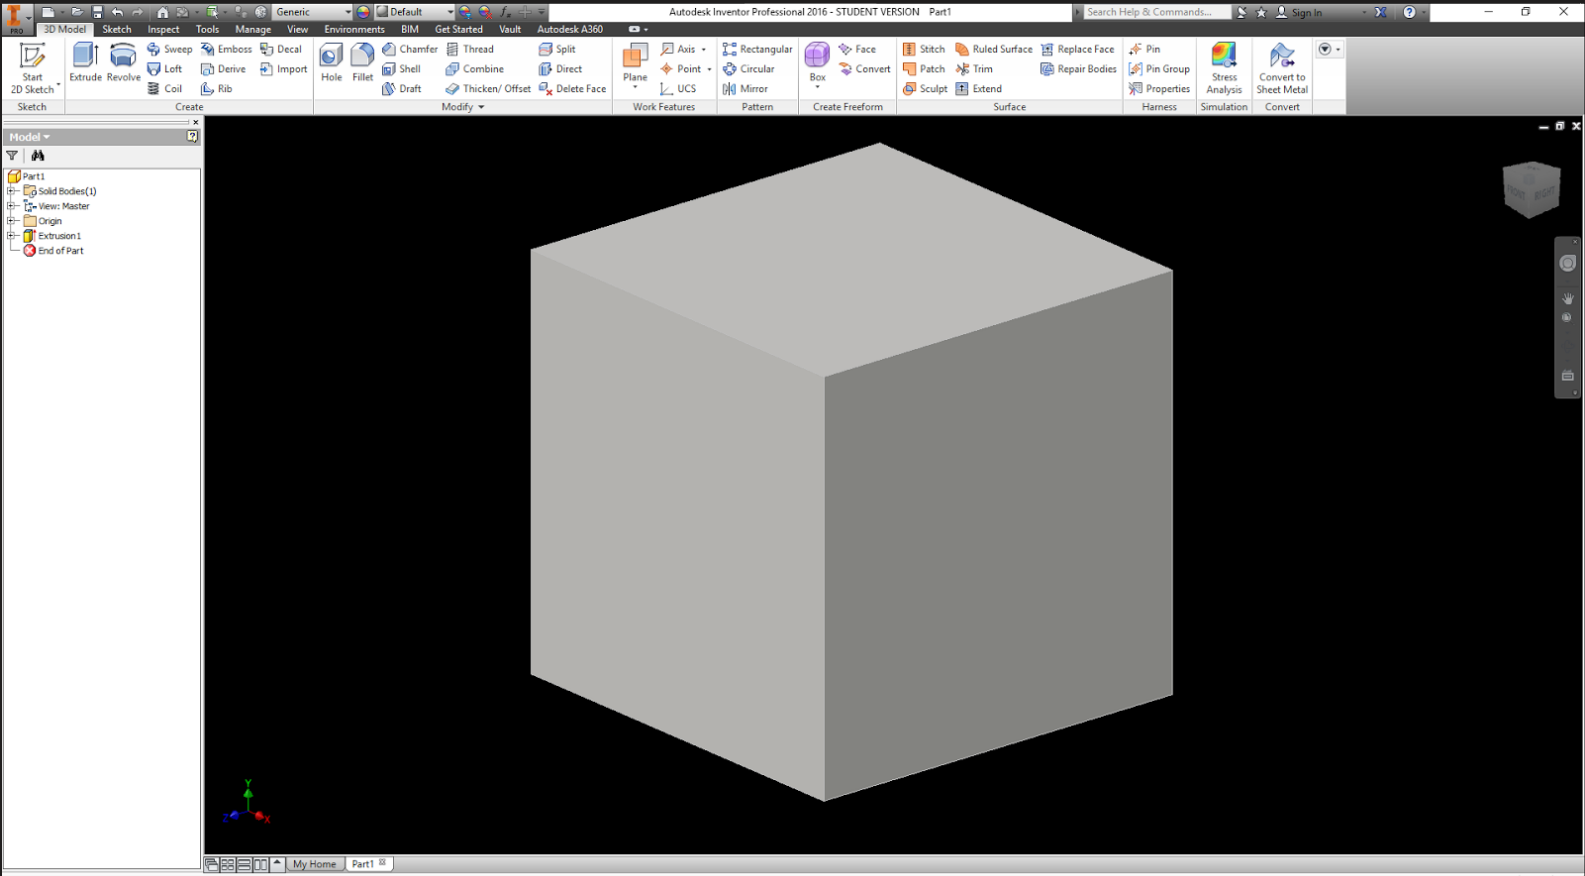 Generic Default Autodesk Inventor Professional 2016 - STUDENT VERSION Part1 Search Help & Commands... Sign In
PRO 3D Model Sketch Inspect Tools Manage View Environments BIM Get Started Vault Autodesk A360
Start
2D Sketch
Extrude
Revolve
Sweep Emboss Decal
Loft Derive Import
Coil Rib
Hole
Fillet
Chamfer Thread Split
Shell Combine Direct
Draft Thicken/ Offset Delete Face
Plane
Axis
Point
UCS
Rectangular
Circular
Mirror
Box
Face
Convert
Stitch Ruled Surface Replace Face
Patch Trim Repair Bodies
Sculpt Extend
Pin
Pin Group
Properties
Stress
Analysis
Convert to
Sheet Metal
Sketch Create Modify Work Features Pattern Create Freeform Surface Harness Simulation Convert
Model
Part1
Solid Bodies(1)
View: Master
Origin
Extrusion1
End of Part
FRONT RIGHT
Y
Z X
My Home Part1